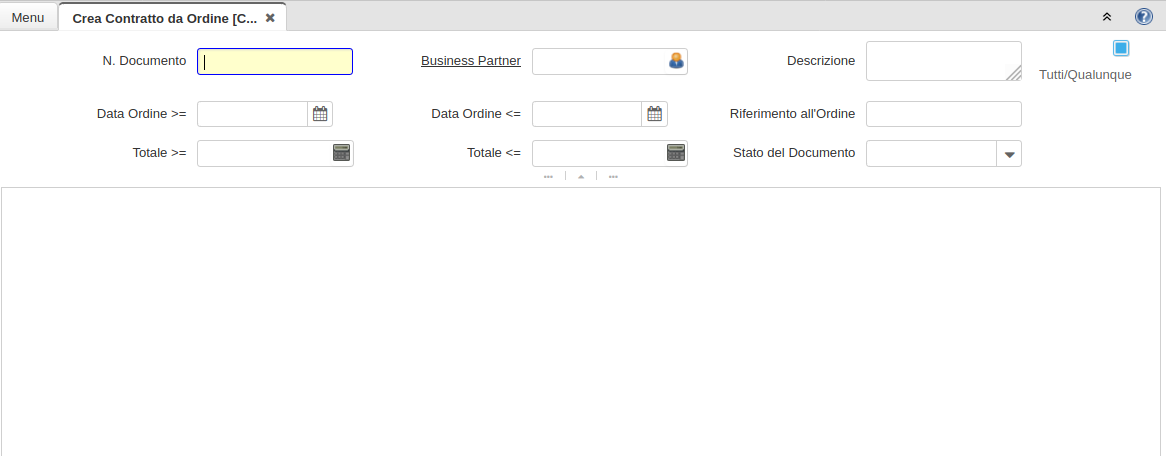 Menu
Crea Contratto da Ordine [C...
N. Documento
Business Partner
Descrizione
Tutti/Qualunque
Data Ordine >=
Data Ordine <=
Riferimento all'Ordine
Totale >=
Totale <=
Stato del Documento